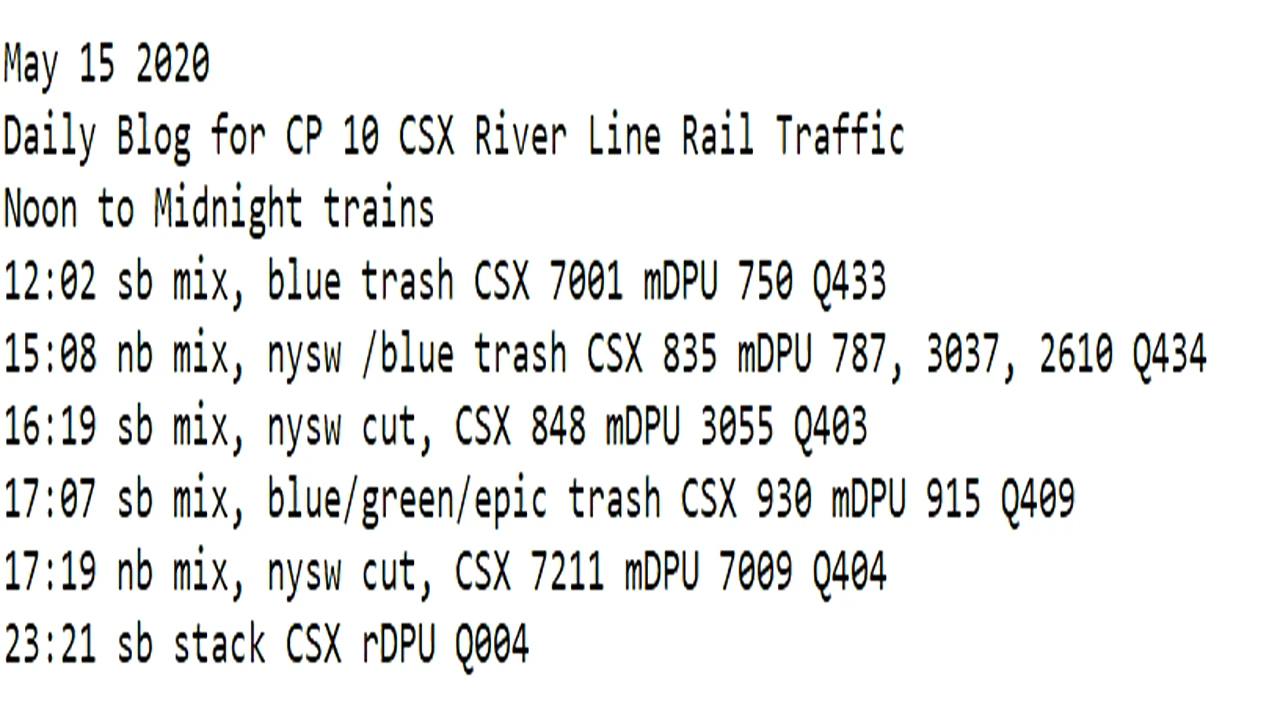 May 15 2020
Daily Blog for CP 10 CSX River Line Rail Traffic
Noon to Midnight trains
12:02 sb mix, blue trash CSX 7001 mDPU 750 Q433
15:08 nb mix, nysw /blue trash CSX 835 mDPU 787, 3037, 2610 Q434
16:19 sb mix, nysw cut, CSX 848 mDPU 3055 Q403
17:07 sb mix, blue/green/epic trash CSX 930 mDPU 915 Q409
17:19 nb mix, nysw cut, CSX 7211 mDPU 7009 Q404
23:21 sb stack CSX rDPU Q004